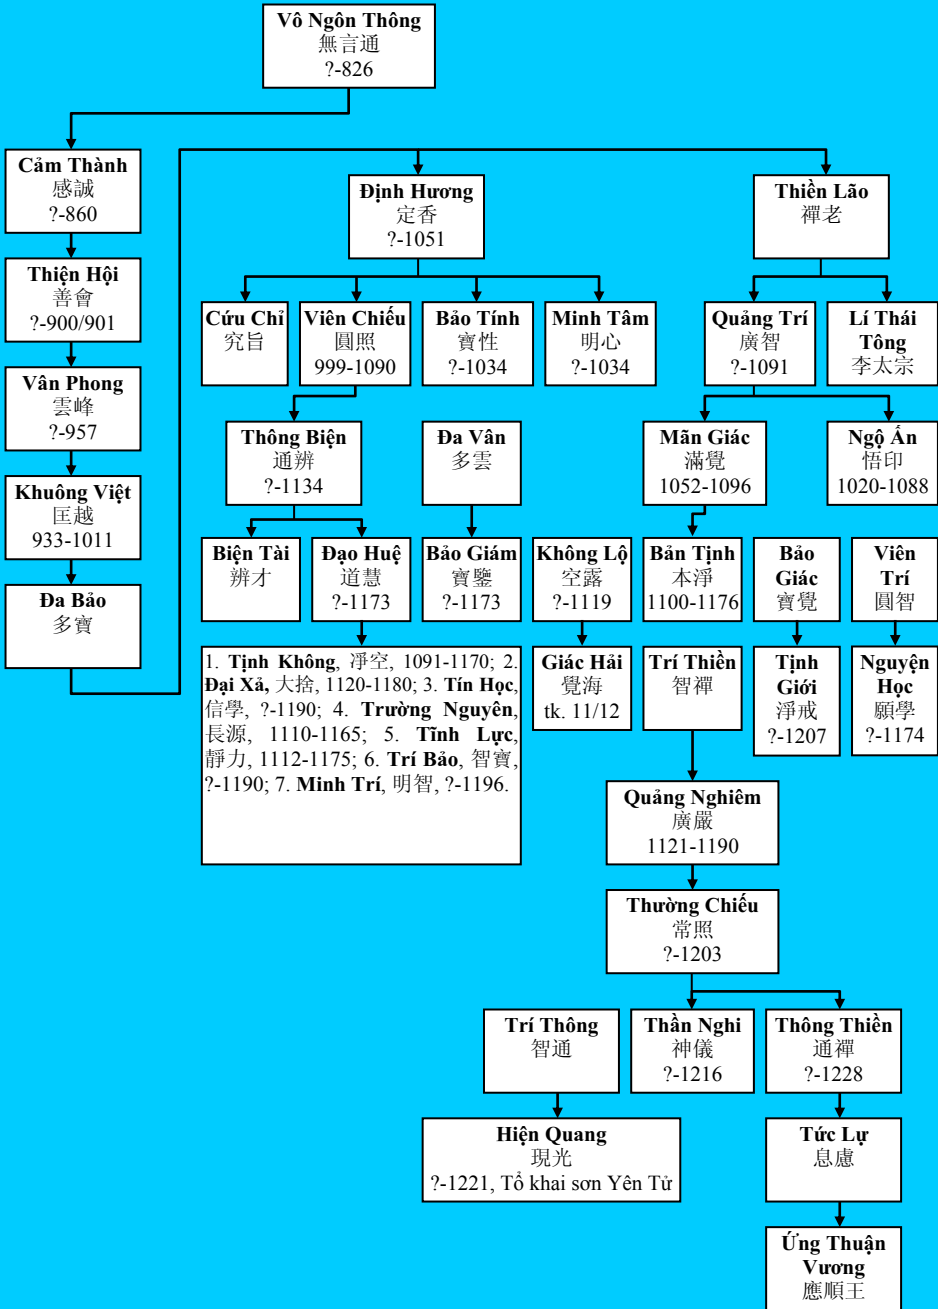 Vô Ngôn Thông
無言通
?-826
Cảm Thành
感誠
?-860
Định Hương
定香
?-1051
Thiền Lão
禪老
Thiện Hội
善會
?-900/901
Cứu Chỉ
究旨
Viên Chiếu
圓照
999-1090
Bảo Tính
寶性
?-1034
Minh Tâm
明心
?-1034
Quảng Trí
廣智
?-1091
Lí Thái
Tông
李太宗
Vân Phong
雲峰
?-957
Thông Biện
通辨
?-1134
Đa Vân
多雲
Mãn Giác
滿覺
1052-1096
Ngộ Ấn
悟印
1020-1088
Khuông Việt
匡越
933-1011
Biện Tài
辨才
Đạo Huệ
道慧
?-1173
Bảo Giám
寶鑒
?-1173
Không Lộ
空露
?-1119
Bản Tịnh
本淨
1100-1176
Bảo
Giác
寶覺
Viên
Trí
圓智
Đa Bảo
多寶
1. Tịnh Không, 凈空, 1091-1170; 2.
Đại Xả, 大捨, 1120-1180; 3. Tín Học,
信學, ?-1190; 4. Trường Nguyên,
長源, 1110-1165; 5. Tĩnh Lực,
靜力, 1112-1175; 6. Trí Bảo, 智寶,
?-1190; 7. Minh Trí, 明智, ?-1196.
Giác Hải
覺海
tk. 11/12
Trí Thiền
智禪
Tịnh
Giới
淨戒
?-1207
Nguyện
Học
願學
?-1174
Quảng Nghiêm
廣嚴
1121-1190
Thường Chiếu
常照
?-1203
Trí Thông
智通
Thần Nghi
神儀
?-1216
Thông Thiền
通禪
?-1228
Hiện Quang
現光
?-1221, Tổ khai sơn Yên Tử
Tức Lự
息慮
Ứng Thuận
Vương
應順王